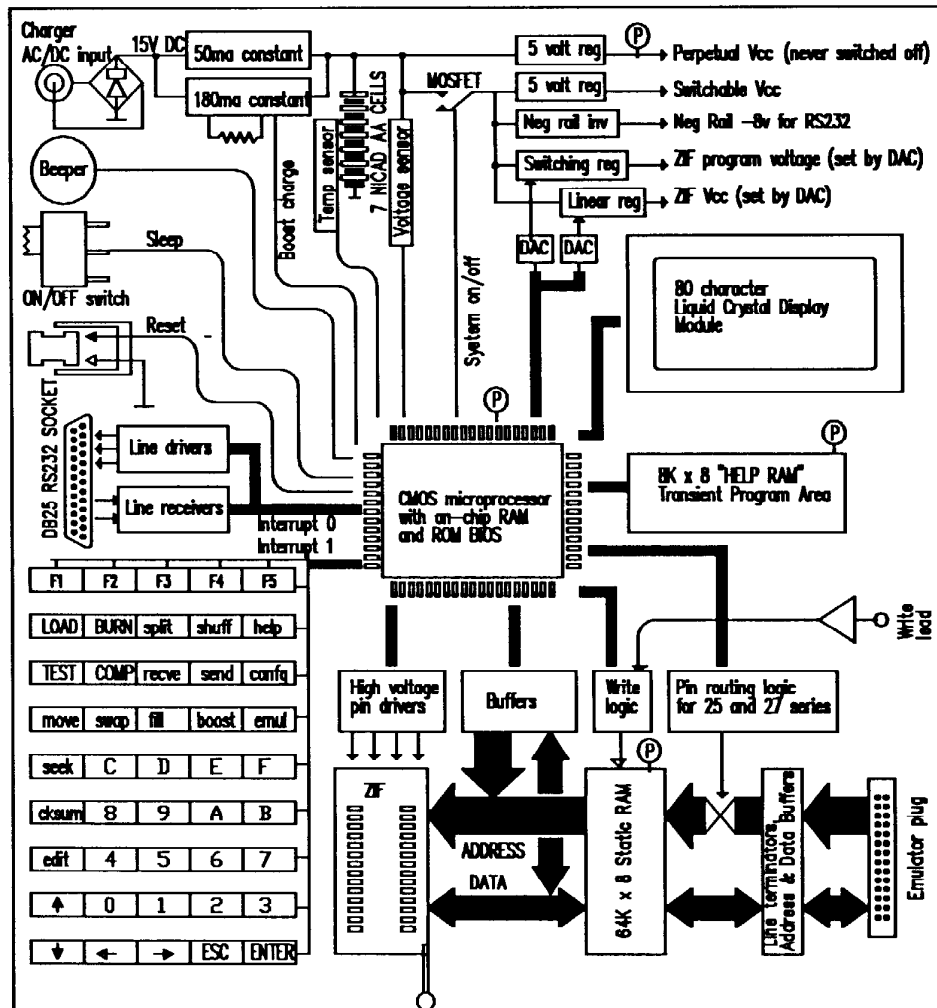 Charger
AC/DC input
15V DC
50ma constant
180ma constant
Boost charge
Temp sensor
7 NICAD AA CELLS
Voltage sensor
MOSFET
System on/off
5 volt reg
P
Perpetual Vcc (never switched off)
5 volt reg
Switchable Vcc
Neg rail inv
Neg Rail -8v for RS232
Switching reg
ZIF program voltage (set by DAC)
Linear reg
ZIF Vcc (set by DAC)
DAC
DAC
Beeper
Sleep
ON/OFF switch
Reset
80 character
Liquid Crystal Display
Module
DB25 RS232 SOCKET
Line drivers
Line receivers
Interrupt 0
Interrupt 1
P
CMOS microprocessor
with on-chip RAM
and ROM BIOS
P
8K x 8 "HELP RAM"
Transient Program Area
F1 F2 F3 F4 F5
LOAD BURN split shuff help
TEST COMP recve send confq
move swap fill boost emul
seek C D E F
cksum 8 9 A B
edit 4 5 6 7
↑ 0 1 2 3
↓ ← → ESC ENTER
Write lead
High voltage
pin drivers
Buffers
Write
logic
Pin routing logic
for 25 and 27 series
P
ZIF
ADDRESS
DATA
64K x 8 Static RAM
Line terminators,
Address & Data Buffers
Emulator plug